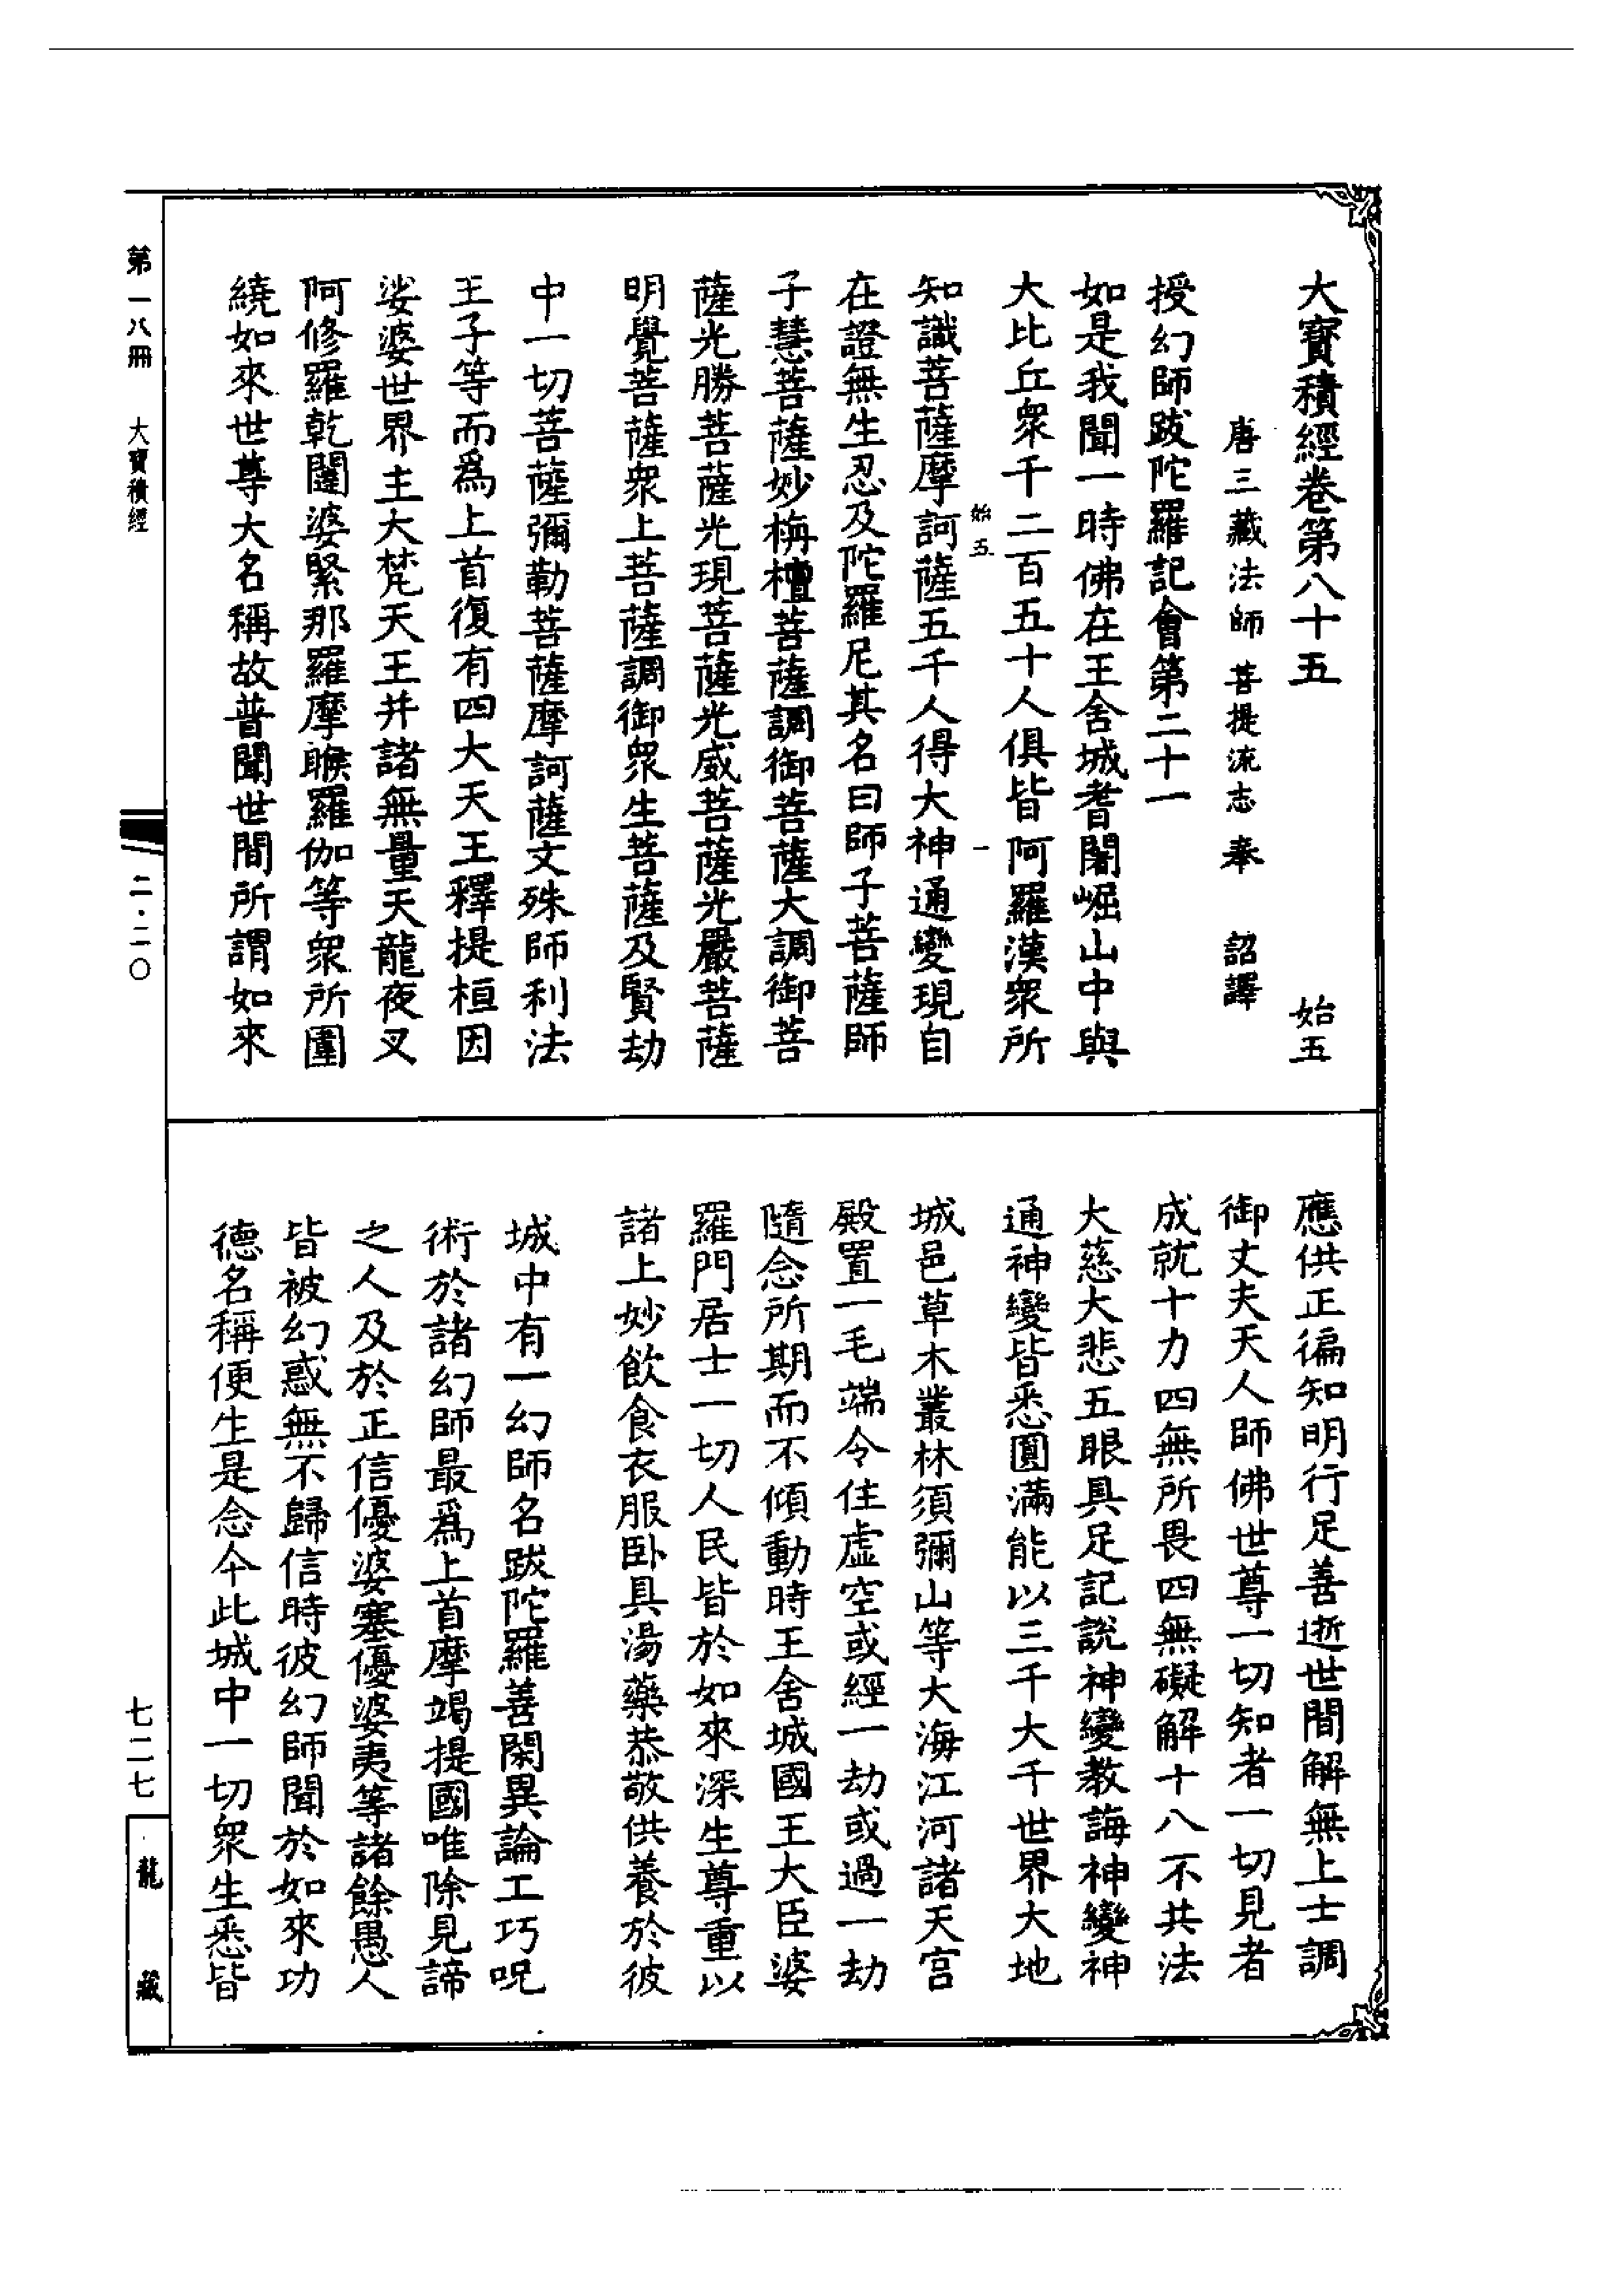 大寶積經卷第八十五 始五
唐三藏法師菩提流志奉 詔譯
授幻師跋陀羅記會第二十一
如是我聞一時佛在王舍城耆闍崛山中與
大比丘衆千二百五十人俱皆阿羅漢衆所
始五 一
知識菩薩摩訶薩五千人得大神通變現自
在證無生忍及陀羅尼其名曰師子菩薩師
子慧菩薩妙栴檀菩薩調御菩薩大調御菩
薩光勝菩薩光現菩薩光威菩薩光嚴菩薩
明覺菩薩衆上菩薩調御衆生菩薩及賢劫
中一切菩薩彌勒菩薩摩訶薩文殊師利法
王子等而爲上首復有四大天王釋提桓因
娑婆世界主大梵天王并諸無量天龍夜叉
阿修羅乾闥婆緊那羅摩睺羅伽等衆所圍
繞如來世尊大名稱故普聞世間所謂如來
應供正徧知明行足善逝世間解無上士調
御丈夫天人師佛世尊一切知者一切見者
成就十力四無所畏四無礙解十八不共法
大慈大悲五眼具足記說神變教誨神變神
通神變皆悉圓滿能以三千大千世界大地
城邑草木叢林須彌山等大海江河諸天宮
殿置一毛端令住虛空或經一劫或過一劫
隨念所期而不傾動時王舍城國王大臣婆
羅門居士一切人民皆於如來深生尊重以
諸上妙飲食衣服臥具湯藥恭敬供養於彼
城中有一幻師名跋陀羅善閑異論工巧呪
術於諸幻師最爲上首摩竭提國唯除見諦
之人及於正信優婆塞優婆夷等諸餘愚人
皆被幻惑無不歸信時彼幻師聞於如來功
德名稱便生是念今此城中一切衆生悉皆
第一八冊 大寶積經 二·二〇 七二七 龍藏